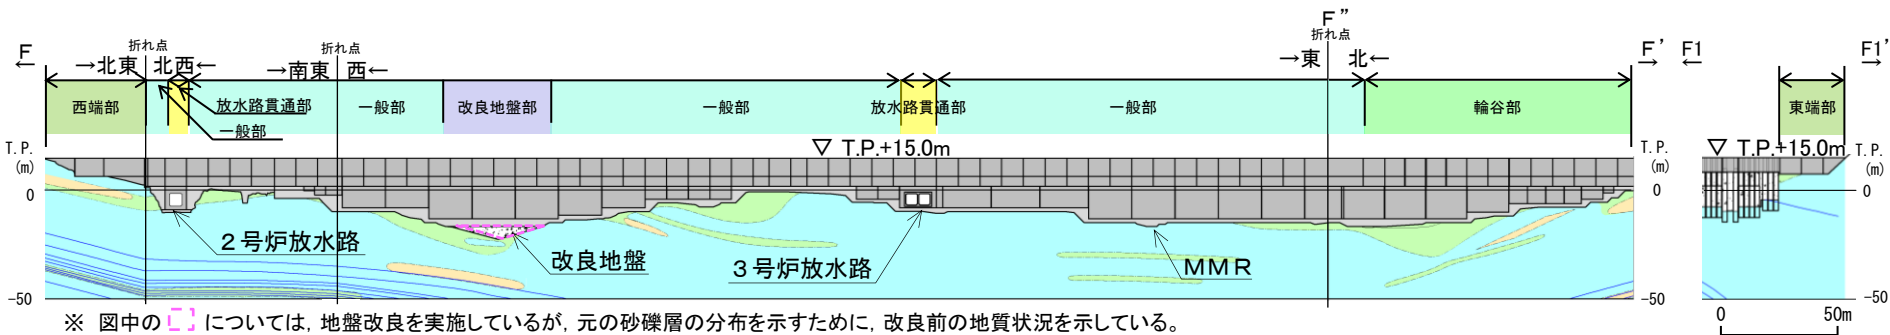 F F” F’ F1 F1’
折れ点 折れ点 折れ点
→北東 北西← →南東 西← →東 北←
西端部 放水路貫通部 一般部 改良地盤部 一般部 放水路貫通部 一般部 輪谷部 東端部
一般部
T.P. ▽ T.P.+15.0m T.P. ▽ T.P.+15.0m T.P.
(m) (m) (m)
0 0 0
2号炉放水路 改良地盤 3号炉放水路 MMR
-50 -50 -50
0 50m
※ 図中の については，地盤改良を実施しているが，元の砂礫層の分布を示すために，改良前の地質状況を示している。